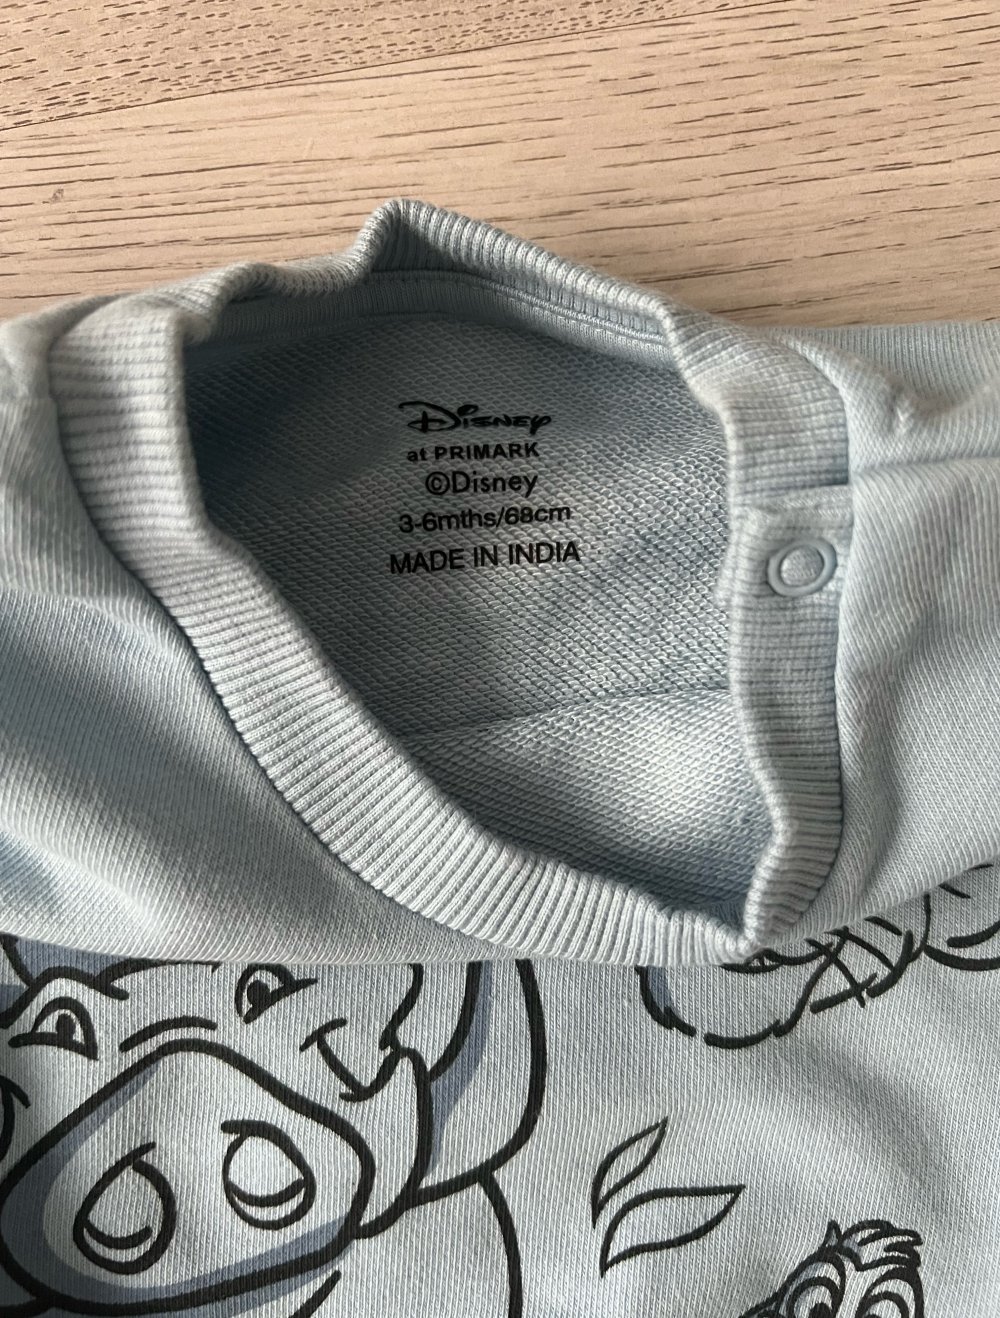 Disney
at PRIMARK
©Disney
3-6mths/68cm
MADE IN INDIA